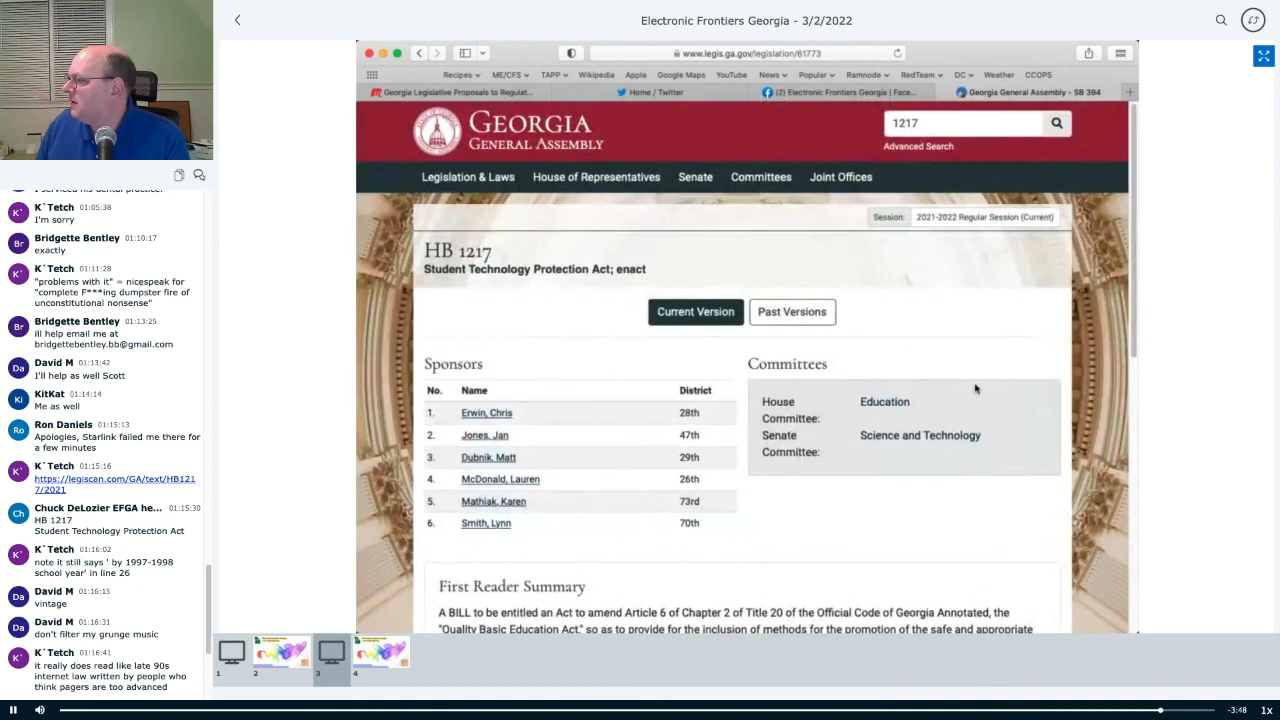 Electronic Frontiers Georgia - 3/2/2022
K`
K`Tetch 01:05:38
I'm sorry
Br
Bridgette Bentley 01:10:17
exactly
K`
K`Tetch 01:11:28
"problems with it" = nicespeak for
"complete F***ing dumpster fire of
unconstitutional nonsense"
Br
Bridgette Bentley 01:13:25
ill help email me at
bridgettebentley.bb@gmail.com
Da
David M 01:13:42
I'll help as well Scott
Ki
KitKat 01:14:14
Me as well
Ro
Ron Daniels 01:15:13
Apologies, Starlink failed me there for
a few minutes
K`
K`Tetch 01:15:16
https://legiscan.com/GA/text/HB121
7/2021
Ch
Chuck DeLozier EFGA he... 01:15:30
HB 1217
Student Technology Protection Act
K`
K`Tetch 01:16:02
note it still says ' by 1997-1998
school year' in line 26
Da
David M 01:16:15
vintage
Da
David M 01:16:31
don't filter my grunge music
K`
K`Tetch 01:16:41
it really does read like late 90s
internet law written by people who
think pagers are too advanced
www.legis.ga.gov/legislation/61773
Recipes ME/CFS TAPP Wikipedia Apple Google Maps YouTube News Popular Ramnode RedTeam DC Weather CCOPS
Georgia Legislative Proposals to Regulat... Home / Twitter (2) Electronic Frontiers Georgia | Face... Georgia General Assembly - SB 394
GEORGIA
GENERAL ASSEMBLY
1217
Advanced Search
Legislation & Laws House of Representatives Senate Committees Joint Offices
Session: 2021-2022 Regular Session (Current)
HB 1217
Student Technology Protection Act; enact
Current Version Past Versions
Sponsors
No. Name District
1. Erwin, Chris 28th
2. Jones, Jan 47th
3. Dubnik, Matt 29th
4. McDonald, Lauren 26th
5. Mathiak, Karen 73rd
6. Smith, Lynn 70th
Committees
House Committee: Education
Senate Committee: Science and Technology
First Reader Summary
A BILL to be entitled an Act to amend Article 6 of Chapter 2 of Title 20 of the Official Code of Georgia Annotated, the
"Quality Basic Education Act," so as to provide for the inclusion of methods for the promotion of the safe and appropriate
1 2 3 4
-3:48 1x